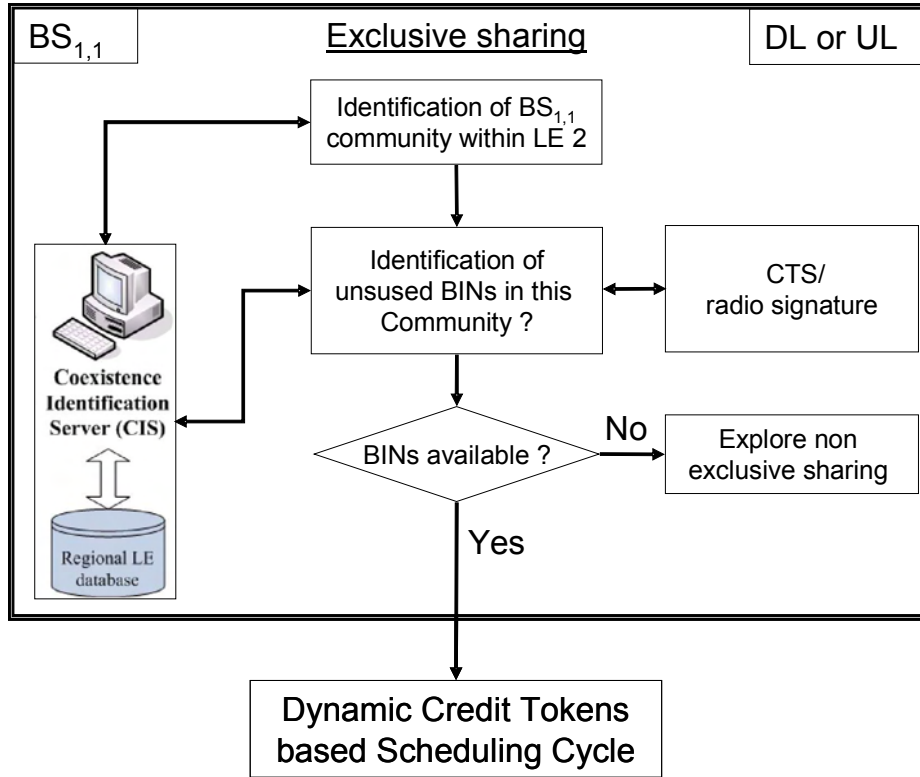 BS1,1
Exclusive sharing
DL or UL
Identification of BS1,1
community within LE 2
Identification of
unsused BINs in this
Community ?
CTS/
radio signature
Coexistence
Identification
Server (CIS)
Regional LE
database
BINs available ?
No
Explore non
exclusive sharing
Yes
Dynamic Credit Tokens
based Scheduling Cycle